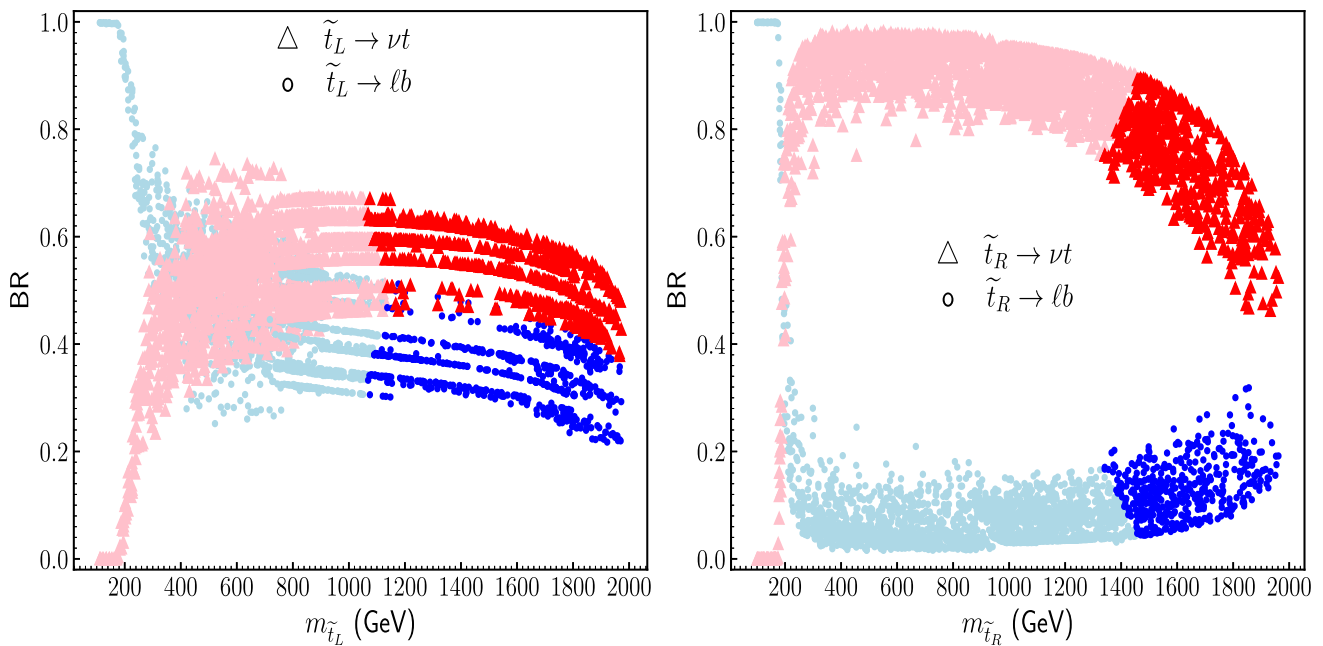 1.0
0.8
0.6
0.4
0.2
0.0
BR
△ t̃_L → νt
○ t̃_L → ℓb
200 400 600 800 1000 1200 1400 1600 1800 2000
m_t̃_L (GeV)
1.0
0.8
0.6
0.4
0.2
0.0
BR
△ t̃_R → νt
○ t̃_R → ℓb
200 400 600 800 1000 1200 1400 1600 1800 2000
m_t̃_R (GeV)